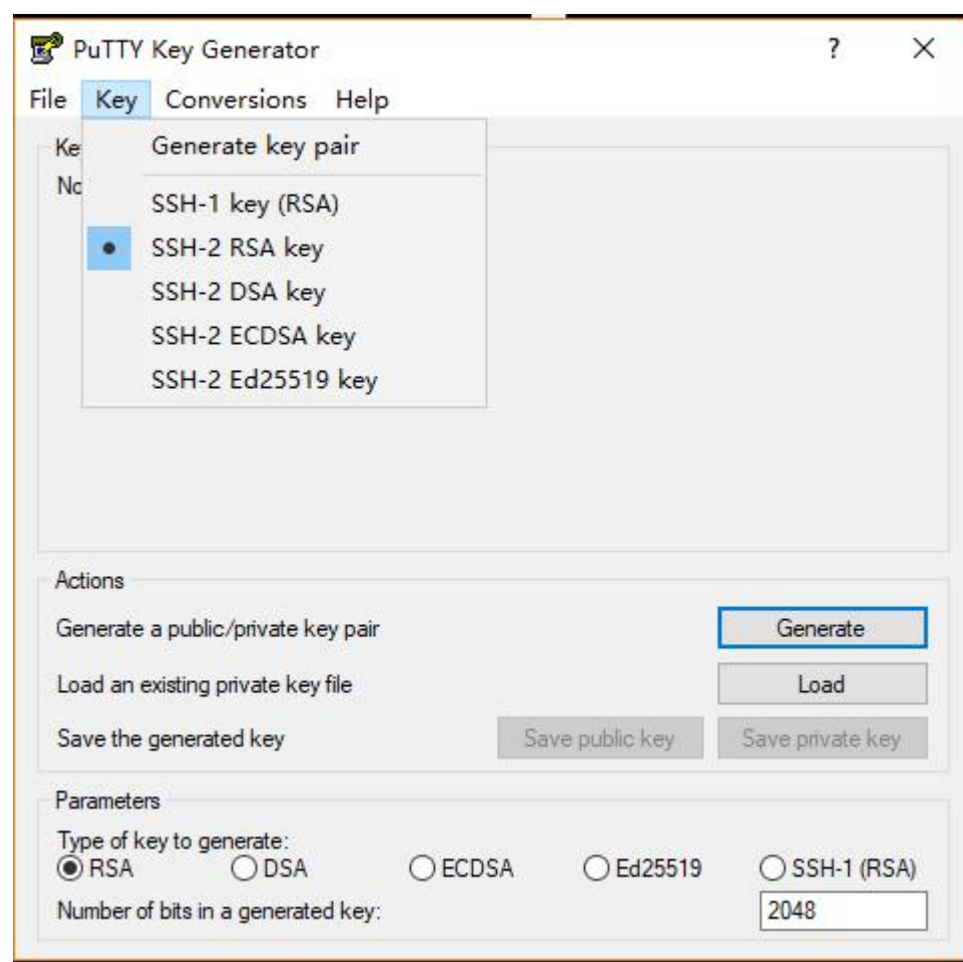 PuTTY Key Generator ? ×
File Key Conversions Help
Generate key pair
Ke
No
SSH-1 key (RSA)
SSH-2 RSA key
SSH-2 DSA key
SSH-2 ECDSA key
SSH-2 Ed25519 key
Actions
Generate a public/private key pair Generate
Load an existing private key file Load
Save the generated key Save public key Save private key
Parameters
Type of key to generate:
RSA DSA ECDSA Ed25519 SSH-1 (RSA)
Number of bits in a generated key: 2048